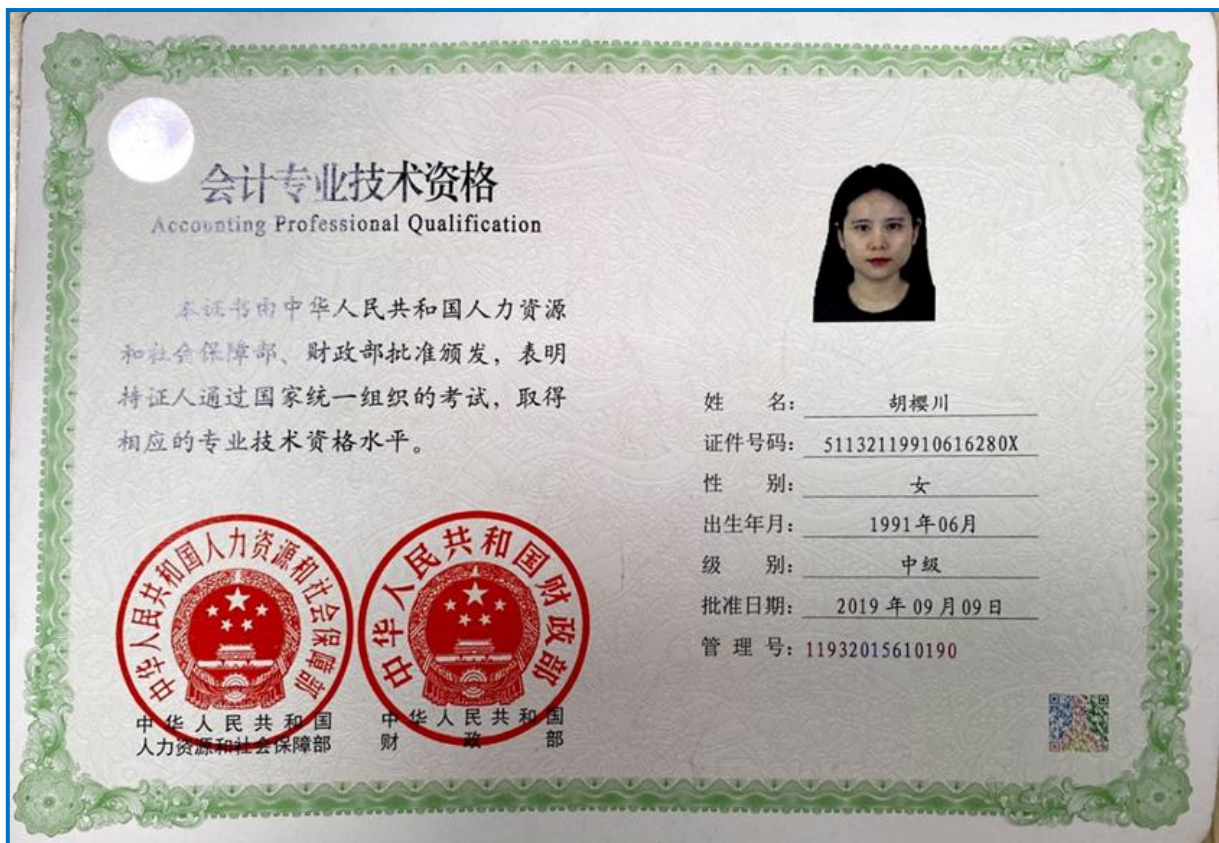 会计专业技术资格
Accounting Professional Qualification
本证书由中华人民共和国人力资源
和社会保障部、财政部批准颁发，表明
持证人通过国家统一组织的考试，取得
相应的专业技术资格水平。
姓 名：胡樱川
证件号码：51132119910616280X
性 别：女
出生年月：1991年06月
级 别：中级
批准日期：2019年09月09日
管 理 号：11932015610190
中华人民共和国人力资源和社会保障部
中华人民共和国财政部
中华人民共和国
人力资源和社会保障部
中华人民共和国
财政部